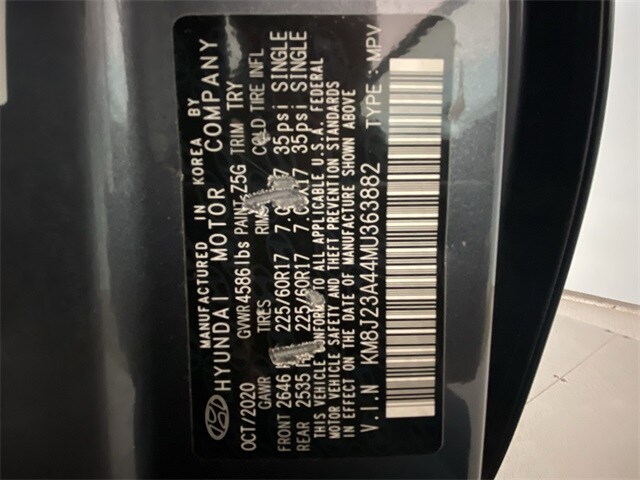 MANUFACTURED IN KOREA BY
HYUNDAI MOTOR COMPANY
OCT/2020 GVWR 4586 lbs PAINT Z5G TRIM TRY
GAWR TIRES RIMS COLD TIRE INFL
FRONT 2646 225/60R17 35psi SINGLE
REAR 2535 225/60R17 35psi SINGLE
THIS VEHICLE CONFORMS TO ALL APPLICABLE U.S.A. FEDERAL
MOTOR VEHICLE SAFETY AND THEFT PREVENTION STANDARDS
IN EFFECT ON THE DATE OF MANUFACTURE SHOWN ABOVE
V.I.N KM8J23A44MU363882 TYPE : MPV